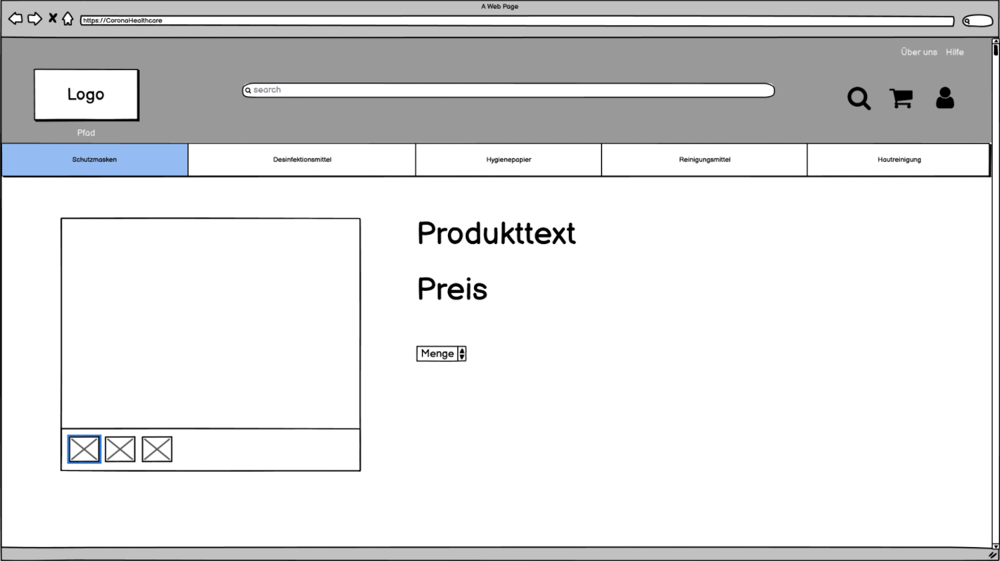 A Web Page
https://CoronaHealthcare
Über uns Hilfe
Logo
search
Pfad
Schutzmasken
Desinfektionsmittel
Hygienepapier
Reinigungsmittel
Hautreinigung
Produkttext
Preis
Menge